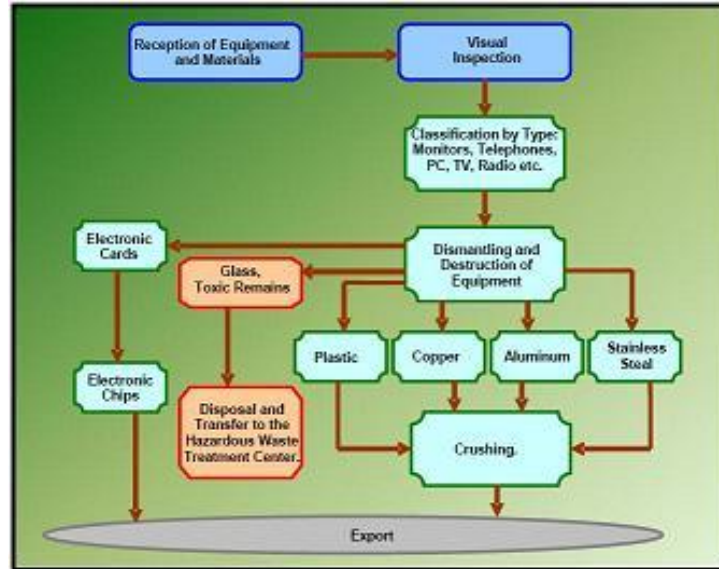 Reception of Equipment
and Materials
Visual
Inspection
Classification by Type:
Monitors, Telephones,
PC, TV, Radio etc.
Electronic
Cards
Glass,
Toxic Remains
Dismantling and
Destruction of
Equipment
Plastic
Copper
Aluminum
Stainless
Steal
Electronic
Chips
Disposal and
Transfer to the
Hazardous Waste
Treatment Center.
Crushing.
Export